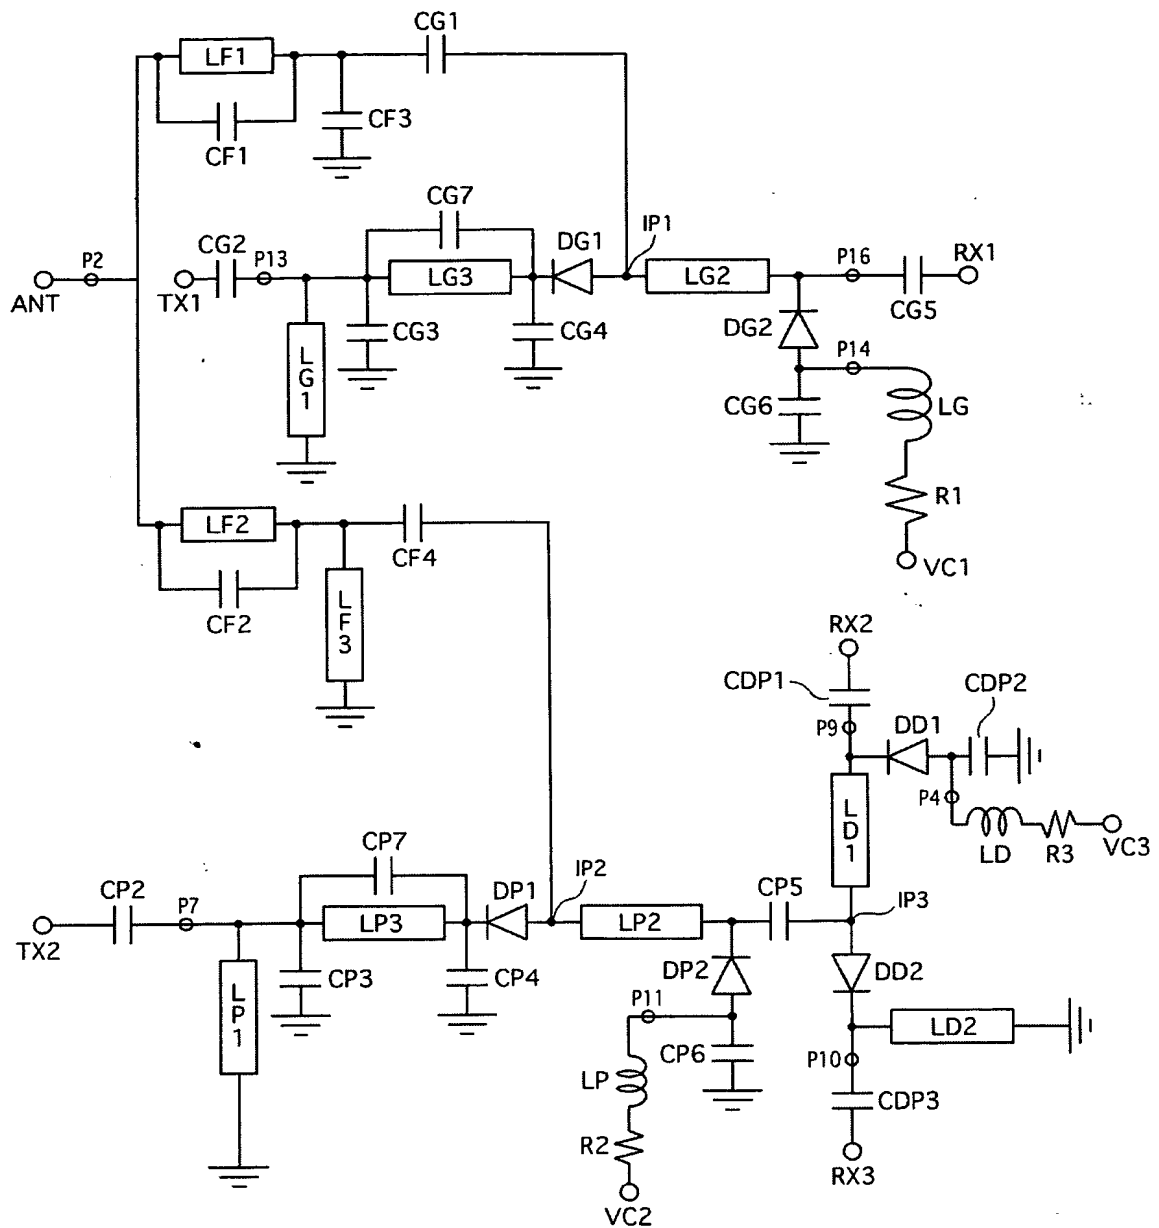 CG1
LF1
CF3
CF1
CG7
IP1
DG1
CG2
P13
P2
P16
RX1
LG3
LG2
ANT
TX1
CG5
CG3
CG4
DG2
LG1
P14
CG6
LG
R1
LF2
CF4
VC1
CF2
LF3
RX2
CDP1
CDP2
P9
DD1
P4
LD1
LD
R3
VC3
CP7
IP2
CP2
P7
DP1
CP5
IP3
LP3
LP2
TX2
CP3
CP4
DP2
DD2
LP1
P11
LD2
CP6
P10
LP
CDP3
R2
RX3
VC2